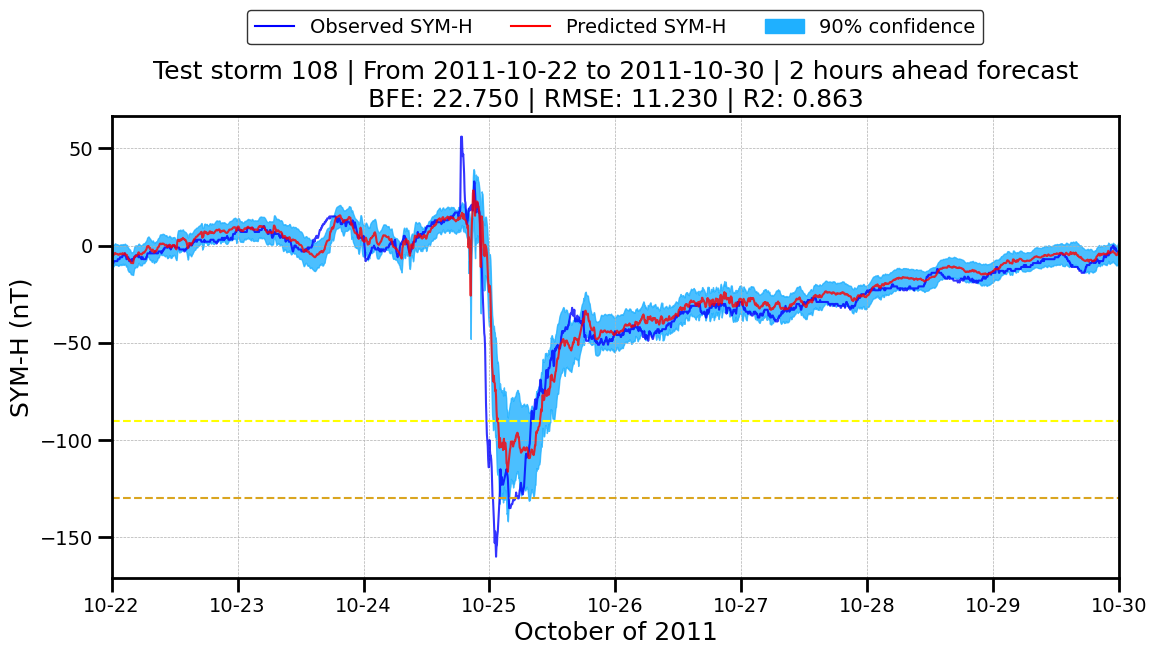 Observed SYM-H Predicted SYM-H 90% confidence
Test storm 108 | From 2011-10-22 to 2011-10-30 | 2 hours ahead forecast
BFE: 22.750 | RMSE: 11.230 | R2: 0.863
50
0
−50
−100
−150
SYM-H (nT)
10-22 10-23 10-24 10-25 10-26 10-27 10-28 10-29 10-30
October of 2011